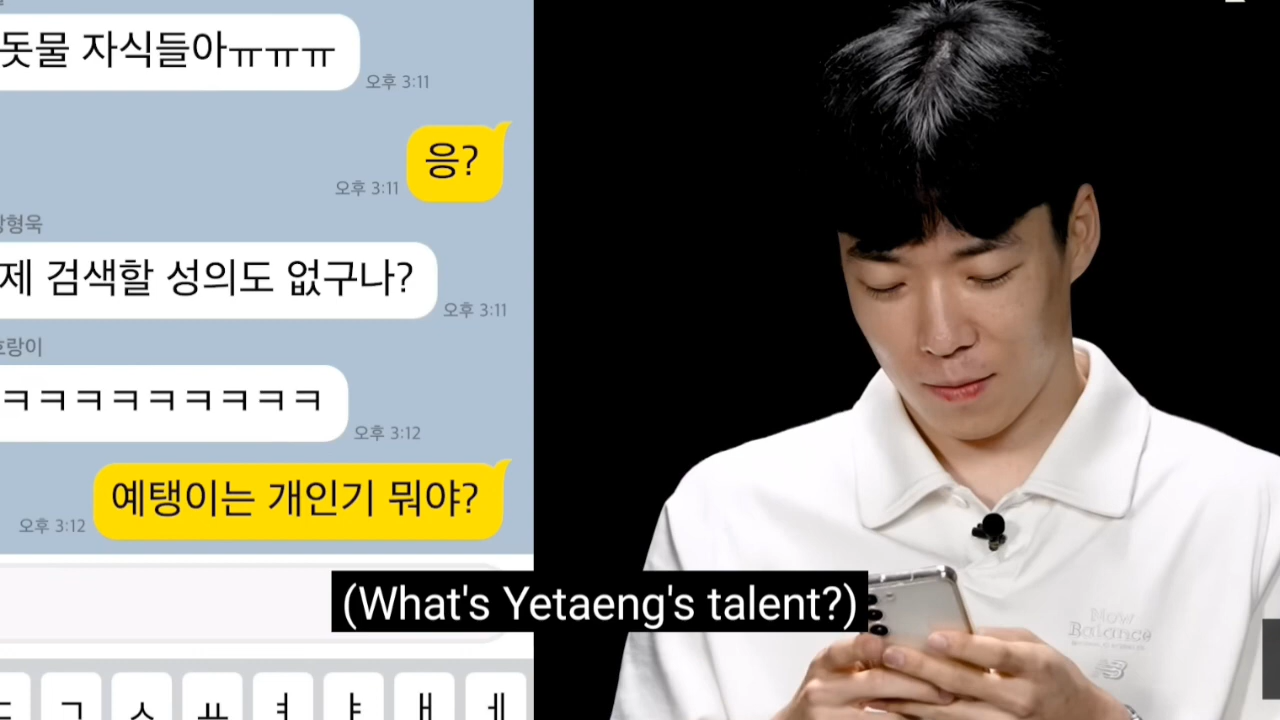 돗물 자식들아ㅠㅠㅠ
오후 3:11
응?
오후 3:11
형욱
제 검색할 성의도 없구나?
오후 3:11
랑이
ㅋㅋㅋㅋㅋㅋㅋㅋㅋ
오후 3:12
예탱이는 개인기 뭐야?
오후 3:12
(What's Yetaeng's talent?)
New
Balance
ㄱ ㅅ ㅛ ㅕ ㅑ ㅐ ㅔ